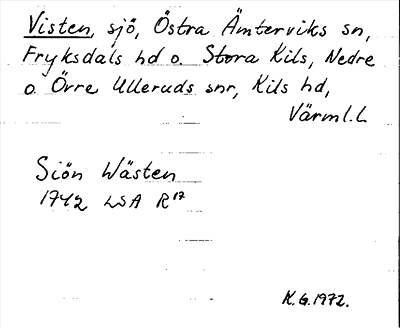 Visten, sjö, Östra Ämterviks sn,
Fryksdals hd o. Stora Kils, Nedre
o. Övre Ulleruds snr, Kils hd,
Värml.L
Siön Wästen
1742 LSA R¹⁷
K.G.1972.